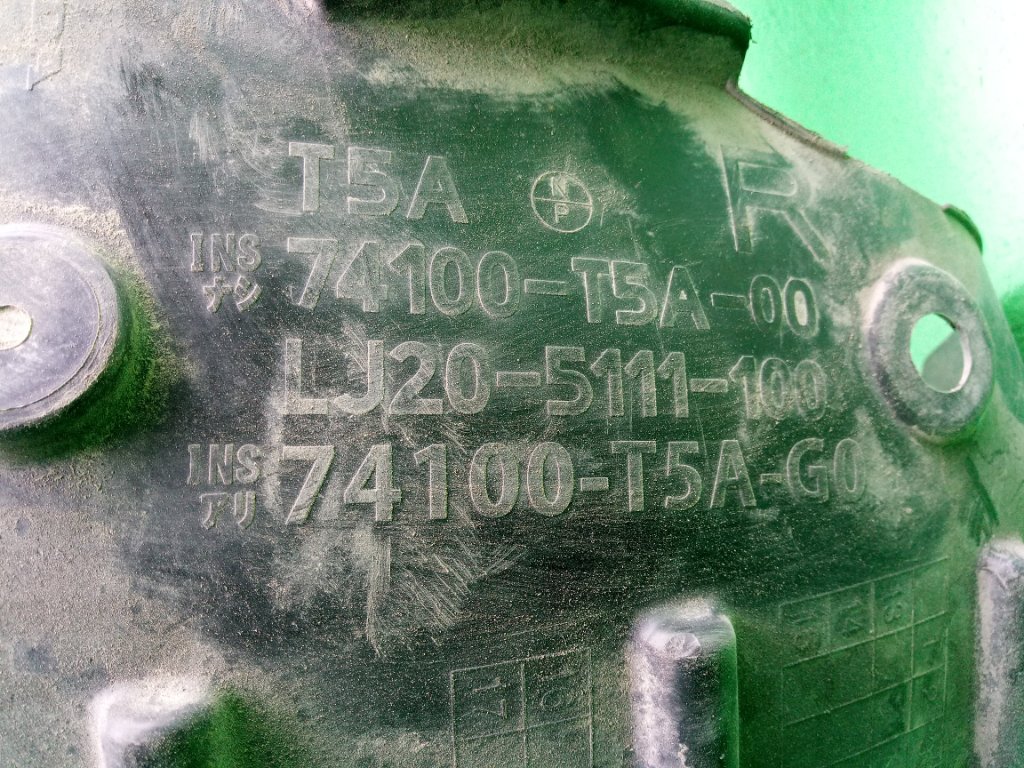 T5A N P R
INS ナシ 74100-T5A-00
LJ20-5111-100
INS アリ 74100-T5A-G0